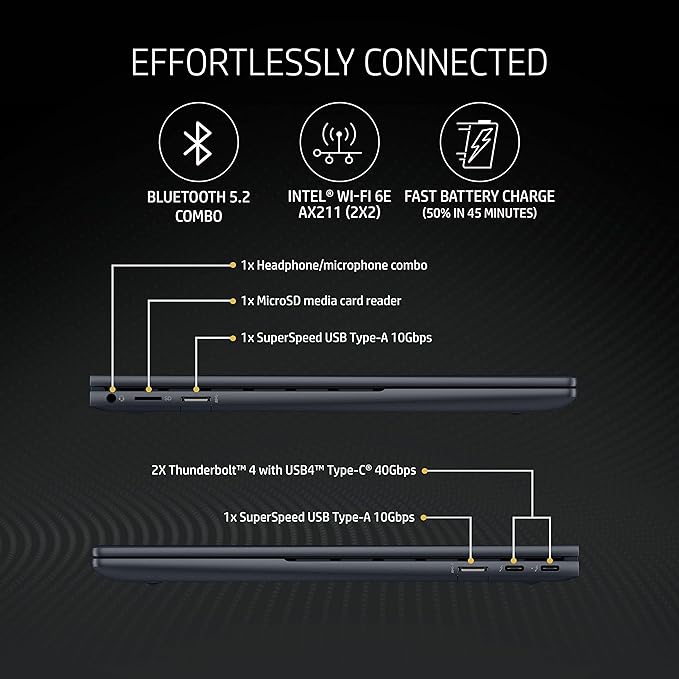 EFFORTLESSLY CONNECTED
BLUETOOTH 5.2
COMBO
INTEL® WI-FI 6E
AX211 (2X2)
FAST BATTERY CHARGE
(50% IN 45 MINUTES)
1x Headphone/microphone combo
1x MicroSD media card reader
1x SuperSpeed USB Type-A 10Gbps
2X Thunderbolt™ 4 with USB4™ Type-C® 40Gbps
1x SuperSpeed USB Type-A 10Gbps